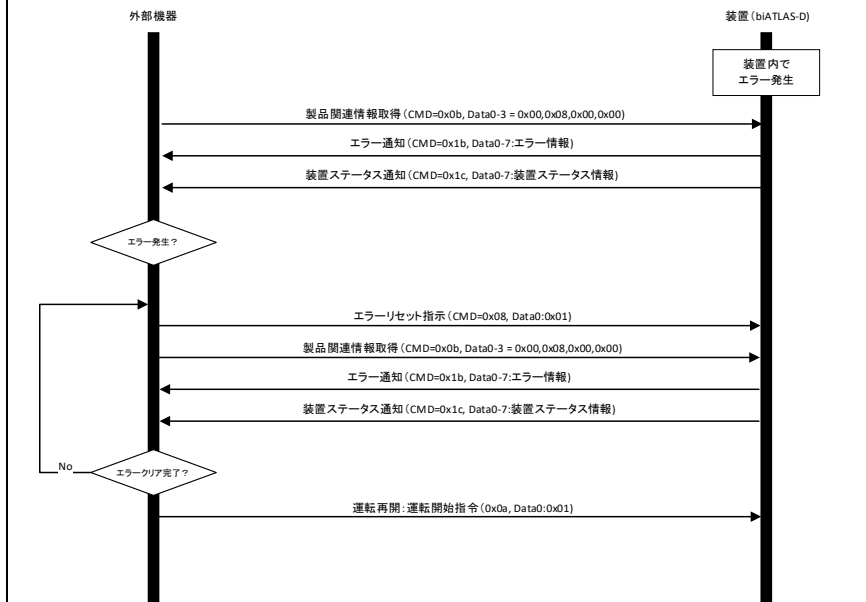 外部機器
装置（biATLAS-D)
装置内で
エラー発生
製品関連情報取得（CMD=0x0b, Data0-3 = 0x00,0x08,0x00,0x00)
エラー通知（CMD=0x1b, Data0-7:エラー情報)
装置ステータス通知（CMD=0x1c, Data0-7:装置ステータス情報)
エラー発生？
エラーリセット指示（CMD=0x08, Data0:0x01)
製品関連情報取得（CMD=0x0b, Data0-3 = 0x00,0x08,0x00,0x00)
エラー通知（CMD=0x1b, Data0-7:エラー情報)
装置ステータス通知（CMD=0x1c, Data0-7:装置ステータス情報)
No
エラークリア完了？
運転再開：運転開始指令（0x0a, Data0:0x01)